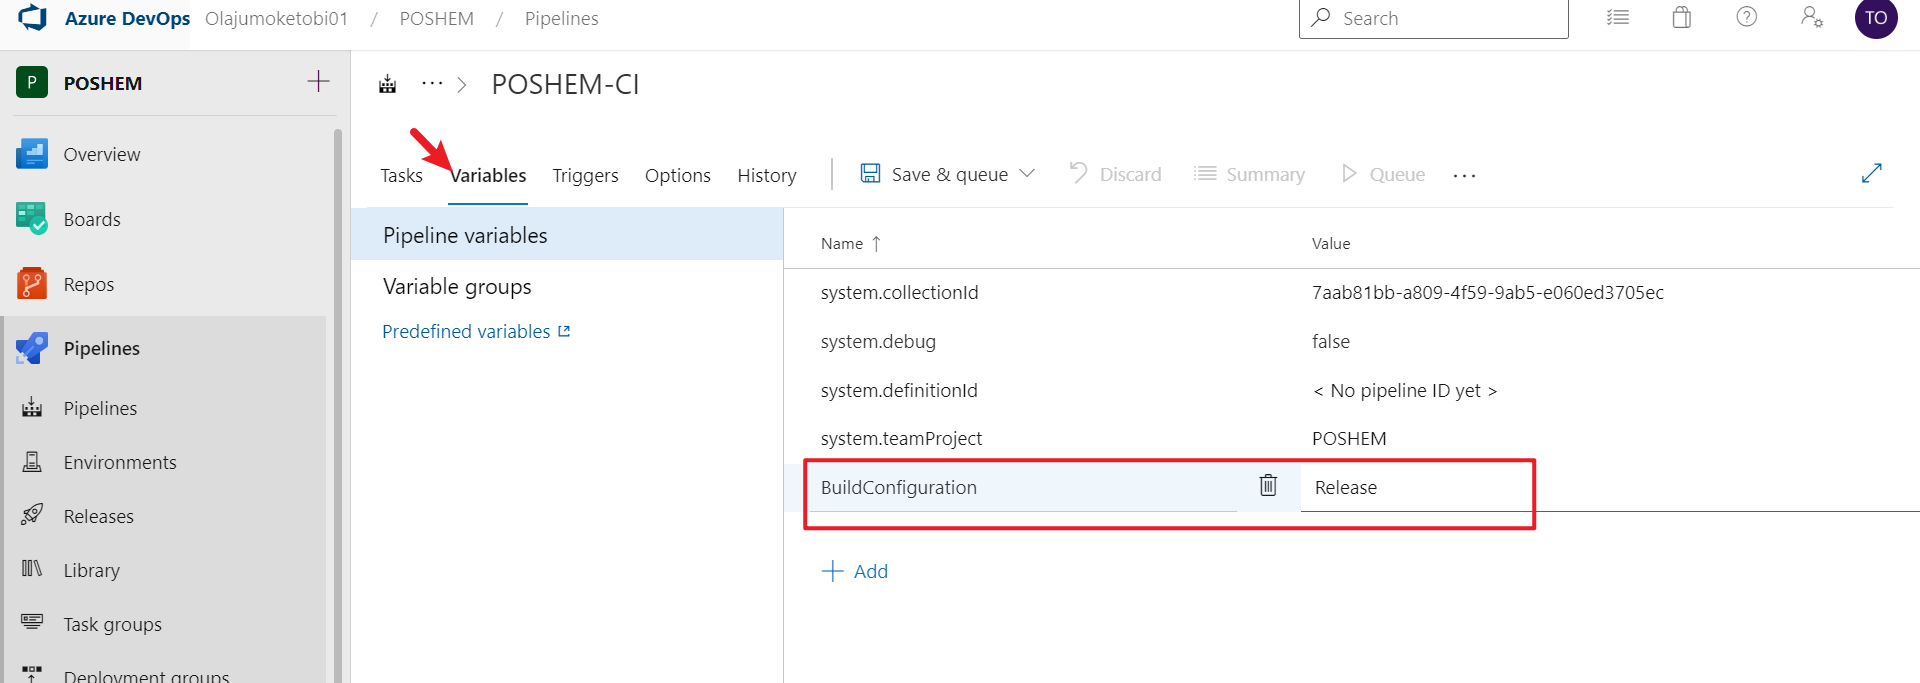 Azure DevOps Olajumoketobi01 / POSHEM / Pipelines Search TO
P POSHEM
POSHEM-CI
Overview
Boards
Repos
Pipelines
Pipelines
Environments
Releases
Library
Task groups
Deployment groups
Tasks Variables Triggers Options History Save & queue Discard Summary Queue
Pipeline variables
Variable groups
Predefined variables
Name ↑ Value
system.collectionId 7aab81bb-a809-4f59-9ab5-e060ed3705ec
system.debug false
system.definitionId < No pipeline ID yet >
system.teamProject POSHEM
BuildConfiguration Release
+ Add